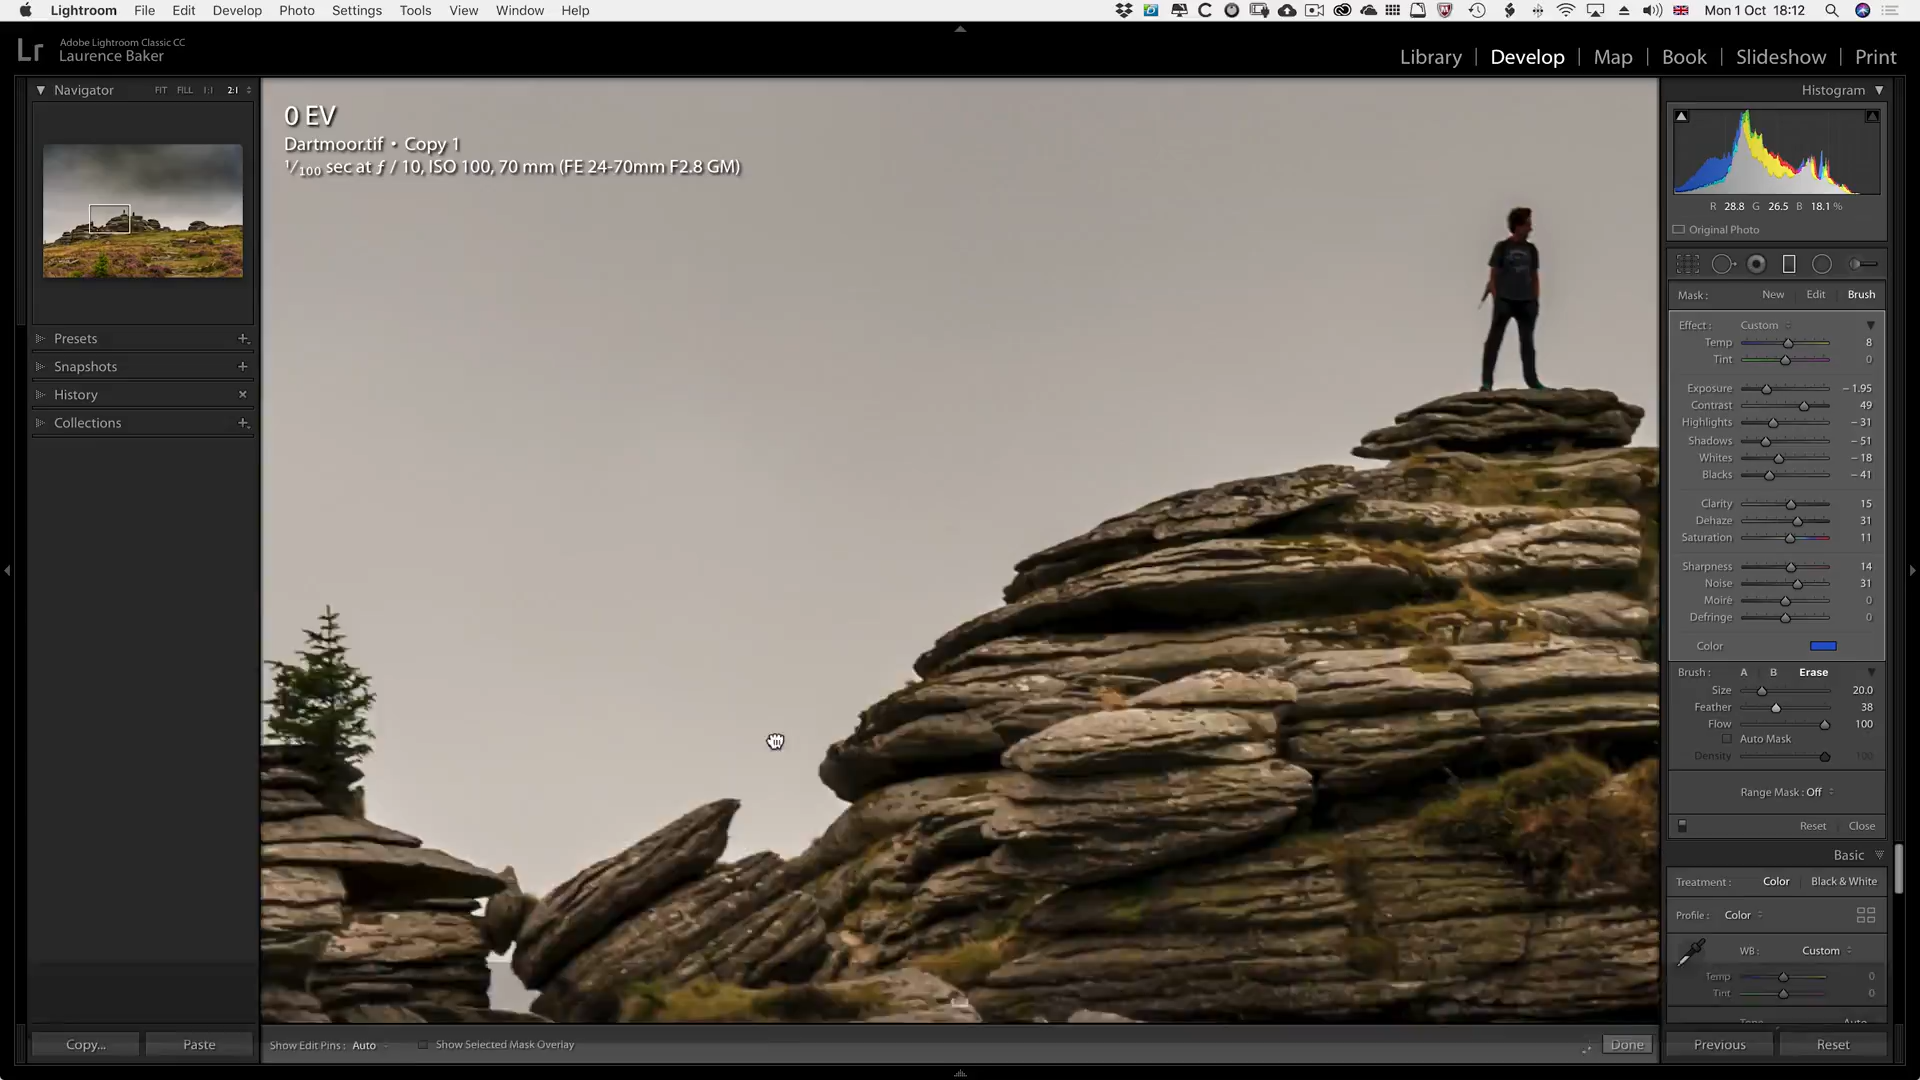 Lightroom File Edit Develop Photo Settings Tools View Window Help Mon 1 Oct 18:12
Lr Adobe Lightroom Classic CC
Laurence Baker
Library | Develop | Map | Book | Slideshow | Print
Navigator FIT FILL 1:1 2:1
Presets
Snapshots
History
Collections
Copy... Paste
0 EV
Dartmoor.tif • Copy 1
1/100 sec at ƒ / 10, ISO 100, 70 mm (FE 24-70mm F2.8 GM)
Show Edit Pins : Auto Show Selected Mask Overlay Done
Histogram
R 28.8 G 26.5 B 18.1 %
Original Photo
Mask : New Edit Brush
Effect : Custom
Temp 8
Tint 0
Exposure – 1.95
Contrast 49
Highlights – 31
Shadows – 51
Whites – 18
Blacks – 41
Clarity 15
Dehaze 31
Saturation 11
Sharpness 14
Noise 31
Moiré 0
Defringe 0
Color
Brush : A B Erase
Size 20.0
Feather 38
Flow 100
Auto Mask
Density 100
Range Mask : Off
Reset Close
Basic
Treatment : Color Black & White
Profile : Color
WB : Custom
Temp 0
Tint 0
Tone Auto
Previous Reset